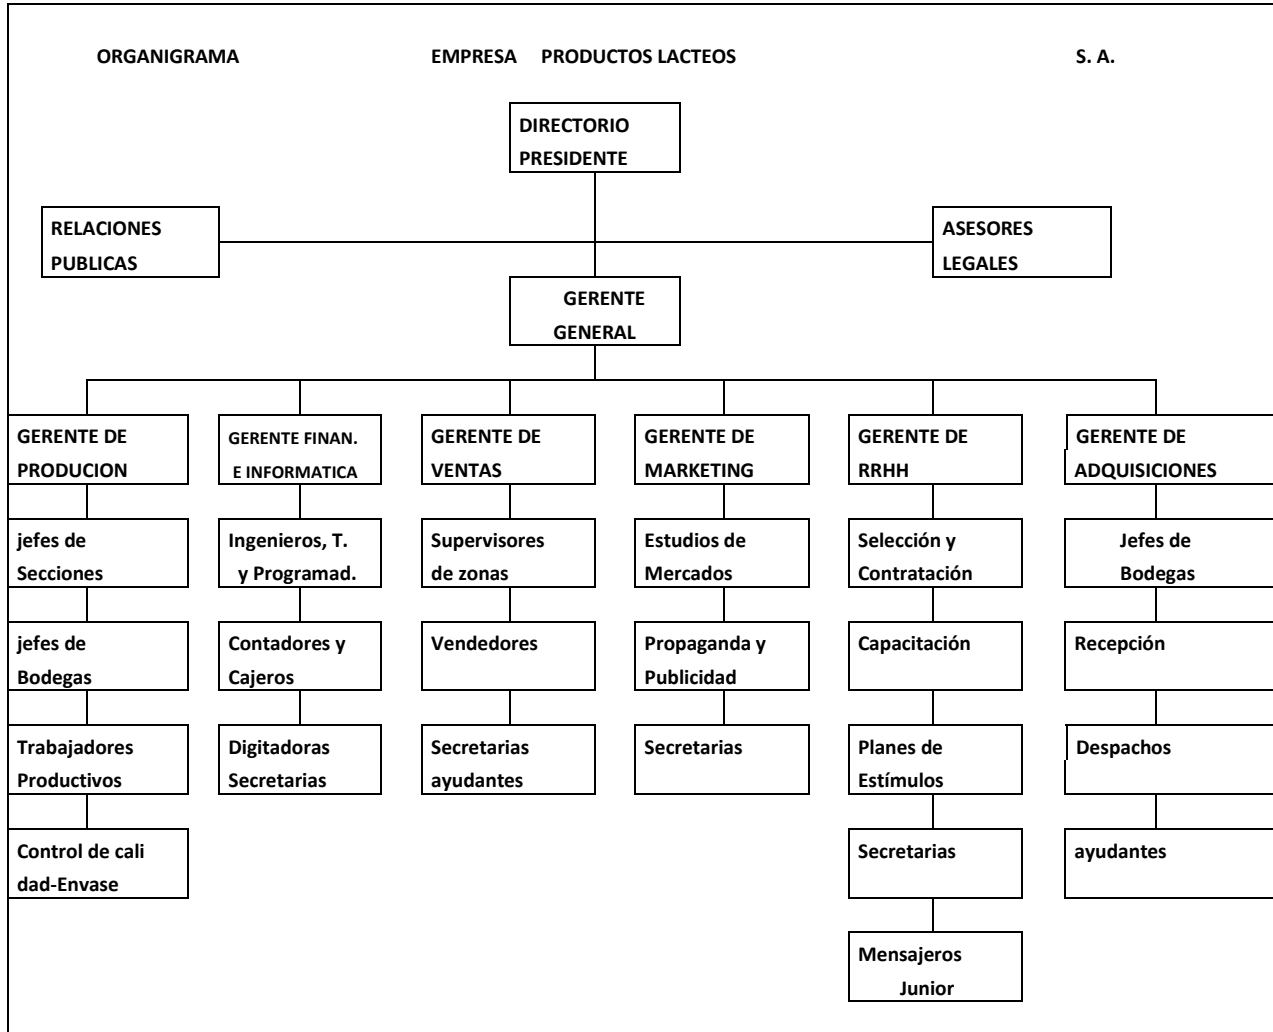 ORGANIGRAMA EMPRESA PRODUCTOS LACTEOS S. A.
DIRECTORIO
PRESIDENTE
RELACIONES
PUBLICAS
ASESORES
LEGALES
GERENTE
GENERAL
GERENTE DE
PRODUCION
GERENTE FINAN.
E INFORMATICA
GERENTE DE
VENTAS
GERENTE DE
MARKETING
GERENTE DE
RRHH
GERENTE DE
ADQUISICIONES
jefes de
Secciones
Ingenieros, T.
y Programad.
Supervisores
de zonas
Estudios de
Mercados
Selección y
Contratación
Jefes de
Bodegas
jefes de
Bodegas
Contadores y
Cajeros
Vendedores
Propaganda y
Publicidad
Capacitación
Recepción
Trabajadores
Productivos
Digitadoras
Secretarias
Secretarias
ayudantes
Secretarias
Planes de
Estímulos
Despachos
Control de cali
dad-Envase
Secretarias
ayudantes
Mensajeros
Junior